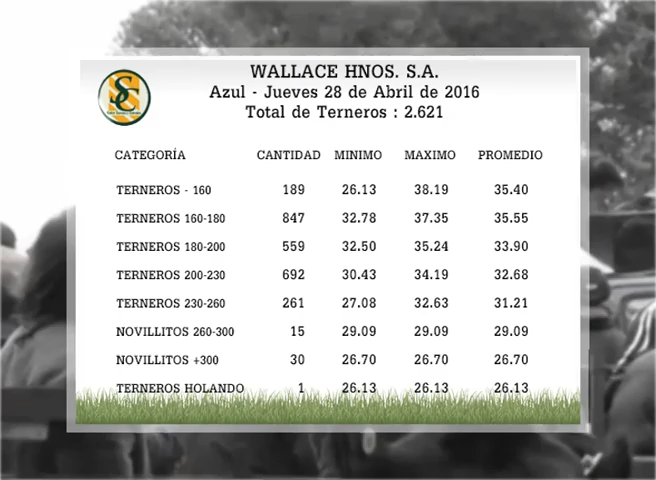 WALLACE HNOS. S.A.
Azul - Jueves 28 de Abril de 2016
Total de Terneros : 2.621
SC
CATEGORÍA CANTIDAD MINIMO MAXIMO PROMEDIO
TERNEROS - 160 189 26.13 38.19 35.40
TERNEROS 160-180 847 32.78 37.35 35.55
TERNEROS 180-200 559 32.50 35.24 33.90
TERNEROS 200-230 692 30.43 34.19 32.68
TERNEROS 230-260 261 27.08 32.63 31.21
NOVILLITOS 260-300 15 29.09 29.09 29.09
NOVILLITOS +300 30 26.70 26.70 26.70
TERNEROS HOLANDO 1 26.13 26.13 26.13